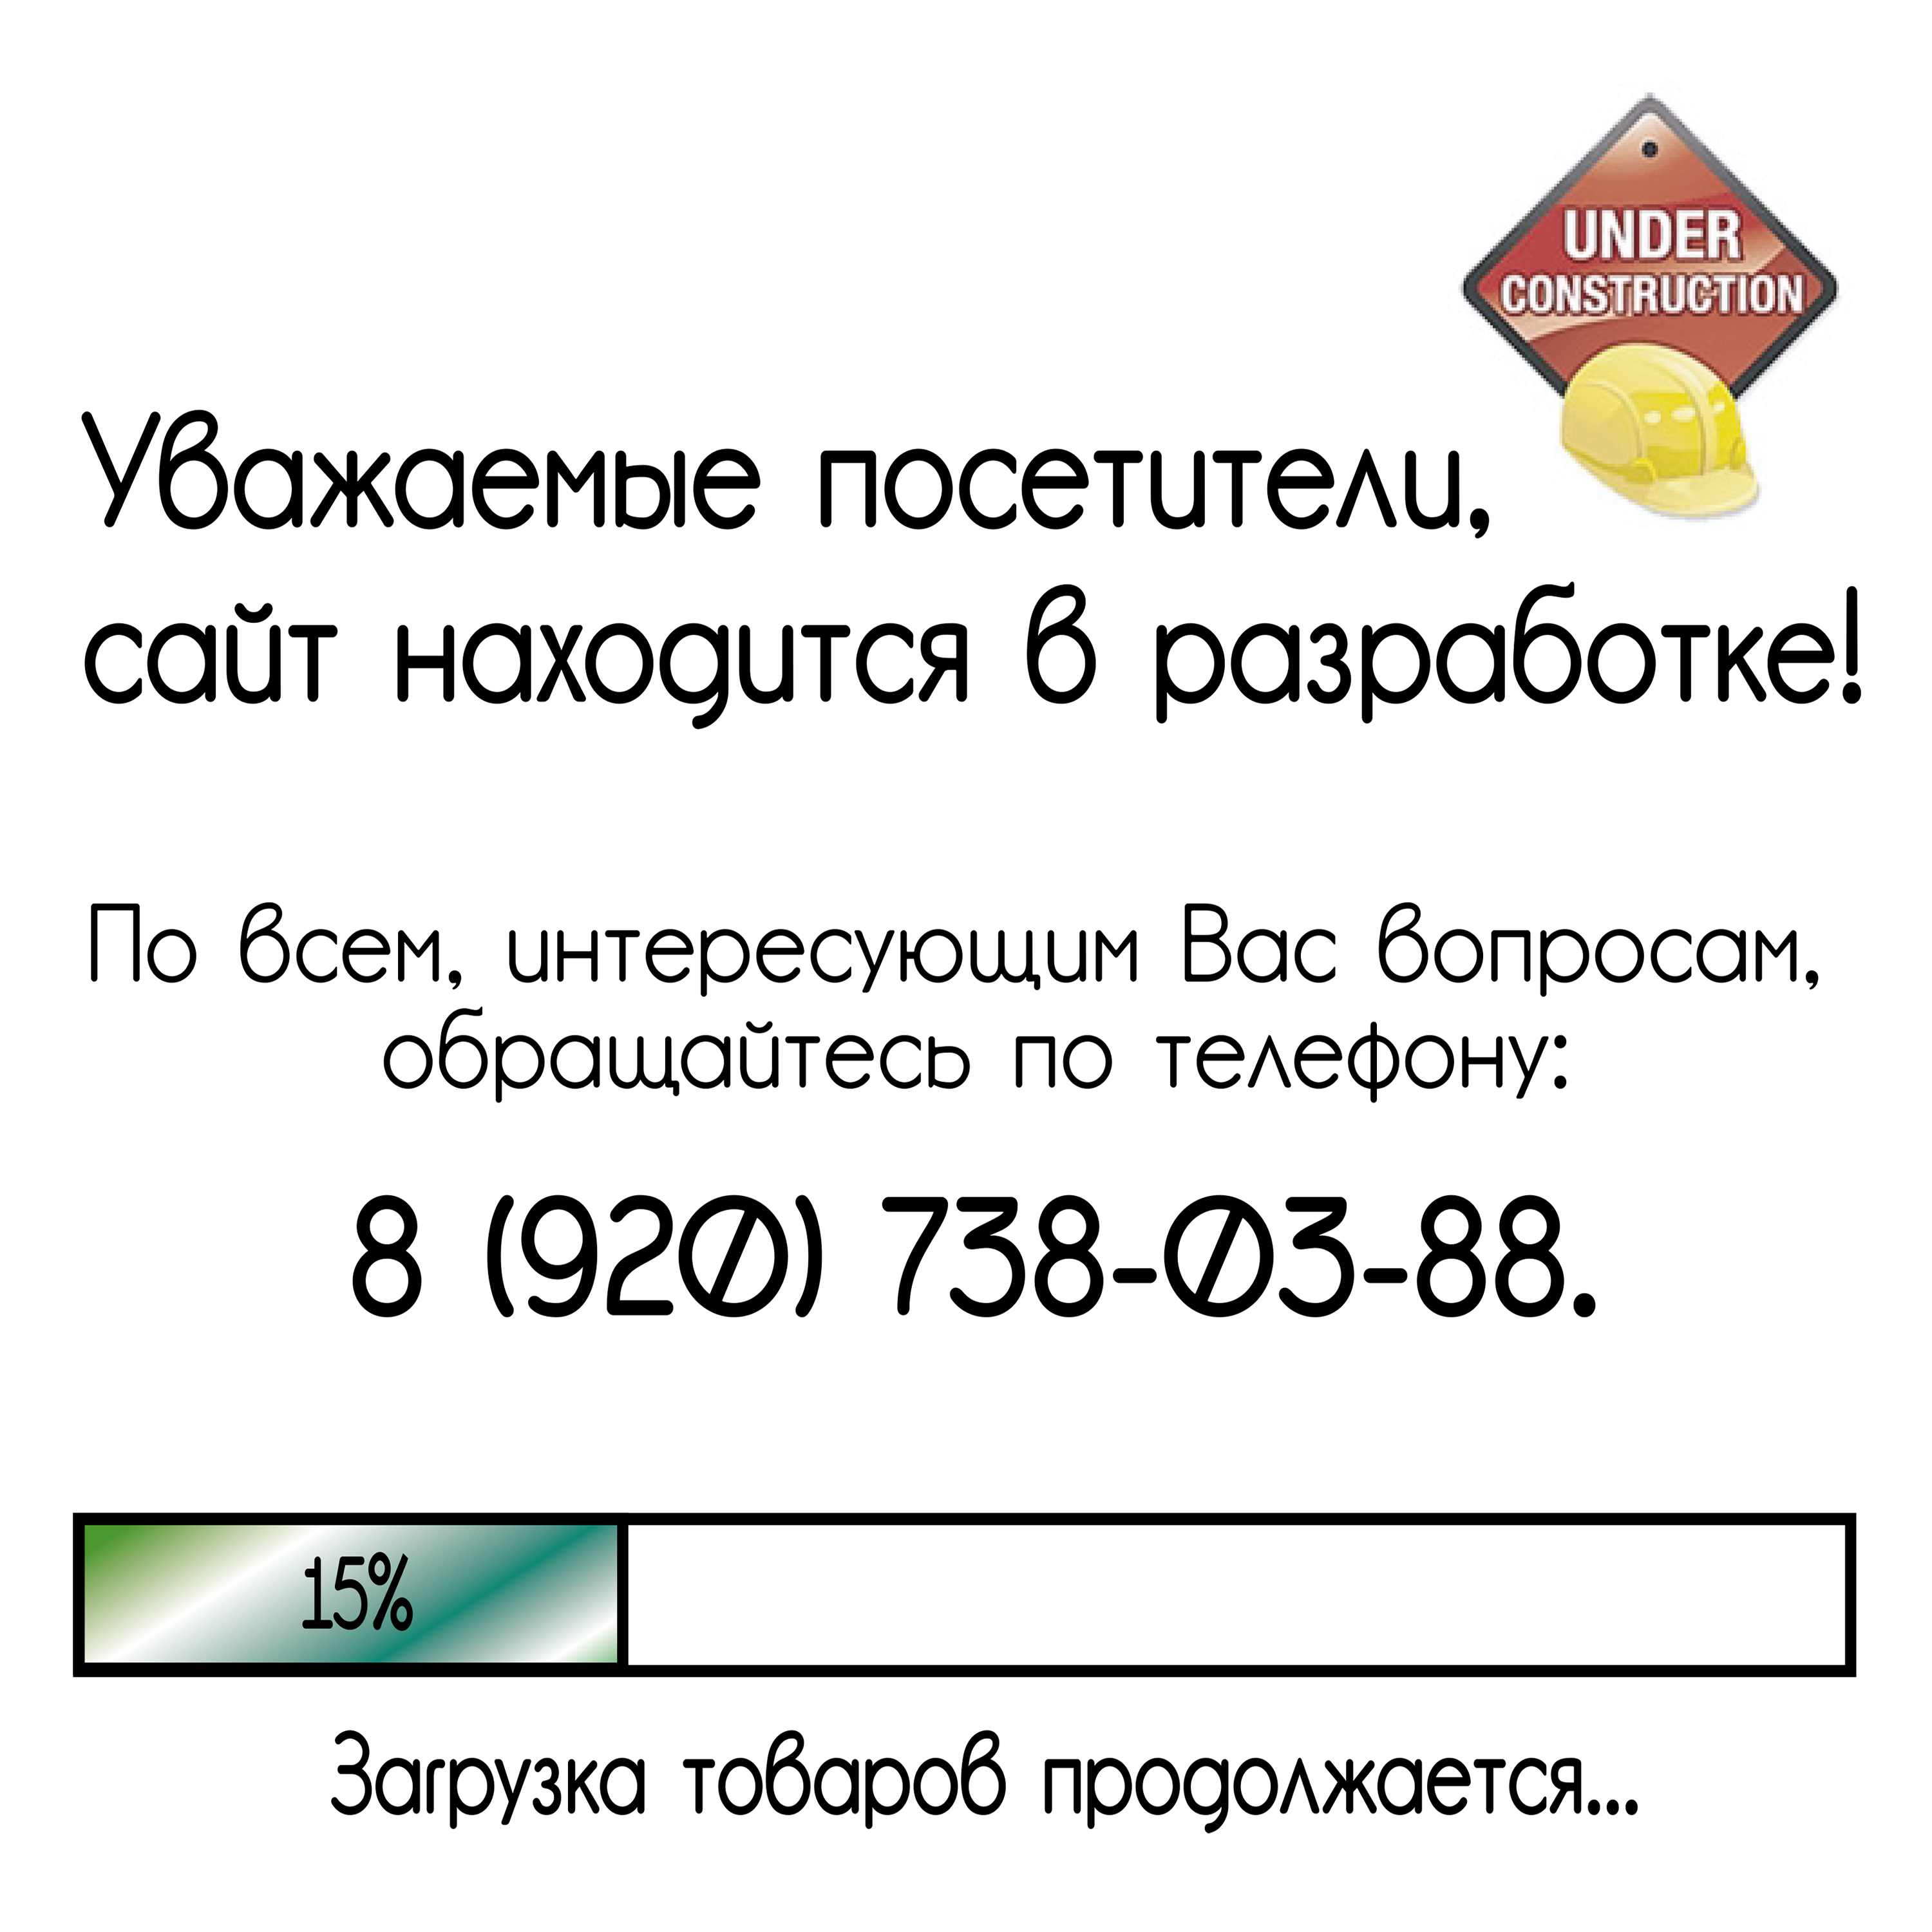 UNDER
CONSTRUCTION
Уважаемые посетители,
сайт находится в разработке!
По всем, интересующим Вас вопросам,
обращайтесь по телефону:
8 (920) 738-03-88.
15%
Загрузка товаров продолжается...